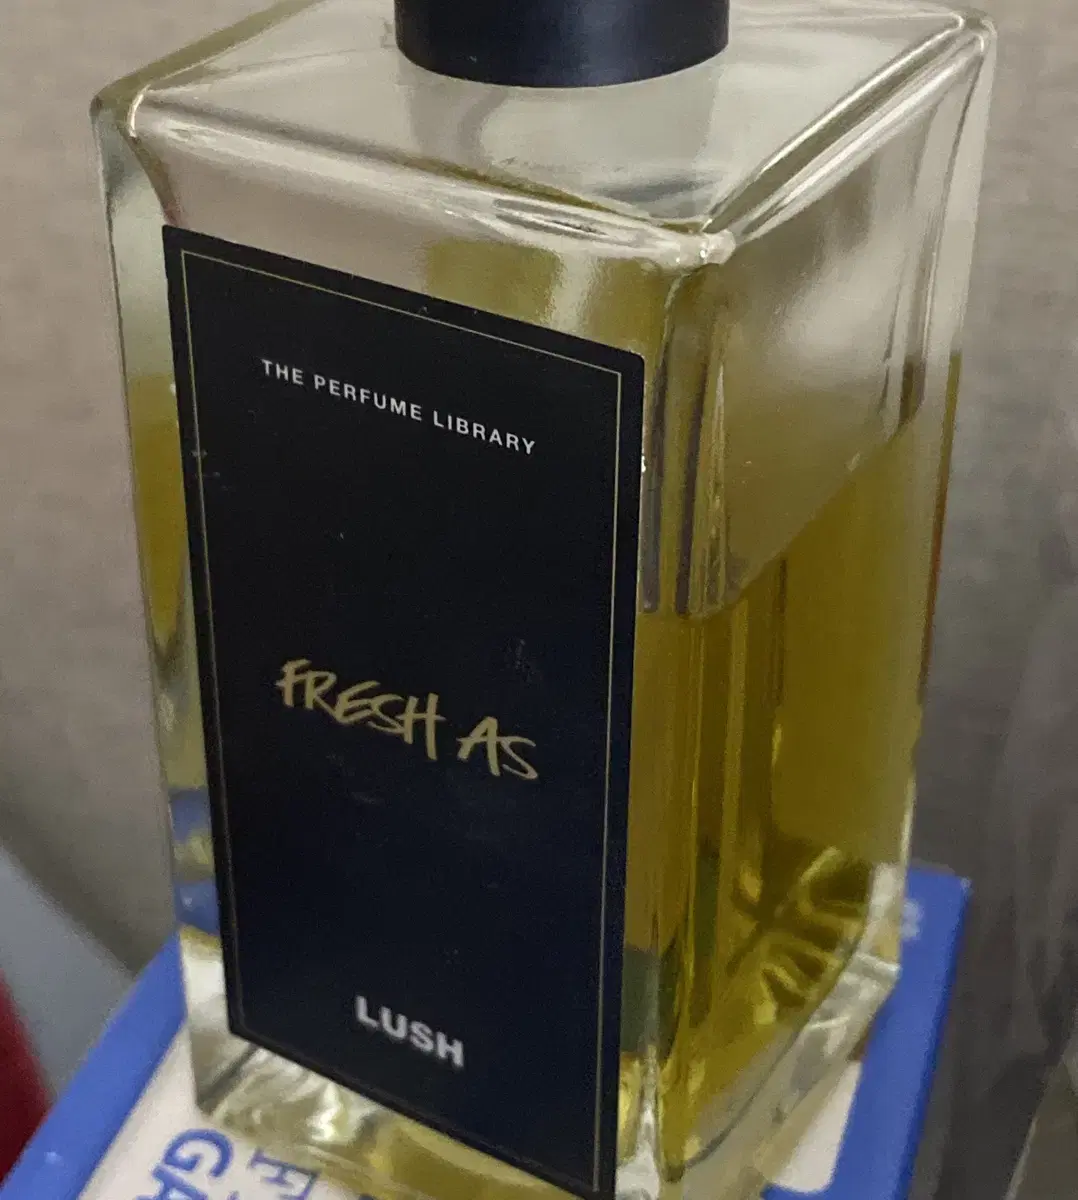 THE PERFUME LIBRARY
FRESH AS
LUSH